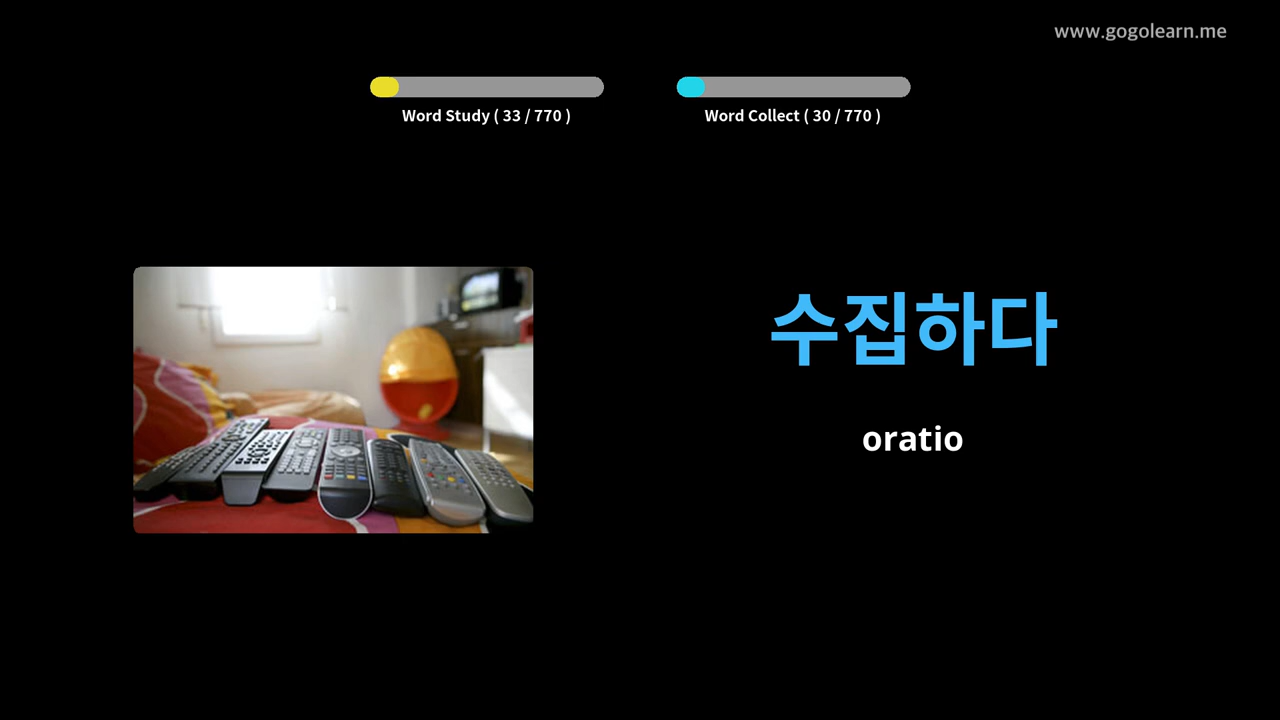 www.gogolearn.me
Word Study ( 33 / 770 )
Word Collect ( 30 / 770 )
수집하다
oratio